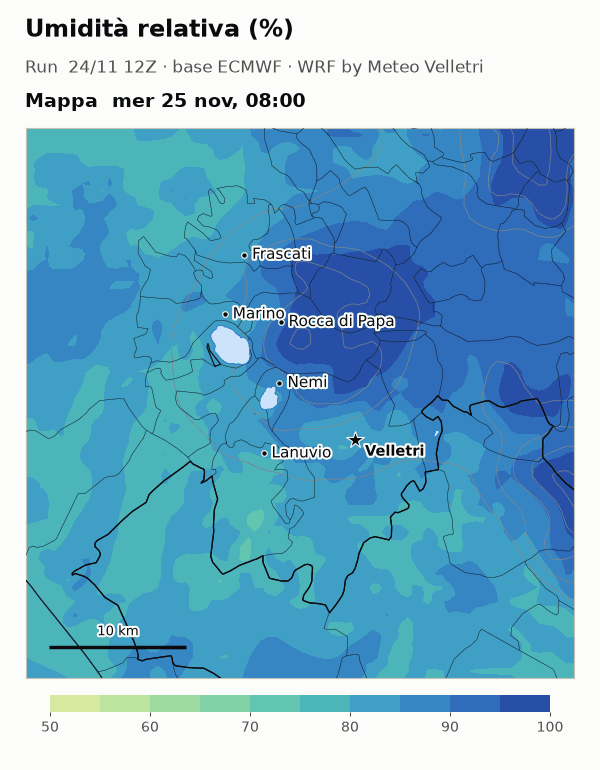 Umidità relativa (%)
Run  24/11 12Z · base ECMWF · WRF by Meteo Velletri
Mappa  mer 25 nov, 08:00
Frascati
Marino
Rocca di Papa
Nemi
Velletri
Lanuvio
10 km
50 60 70 80 90 100